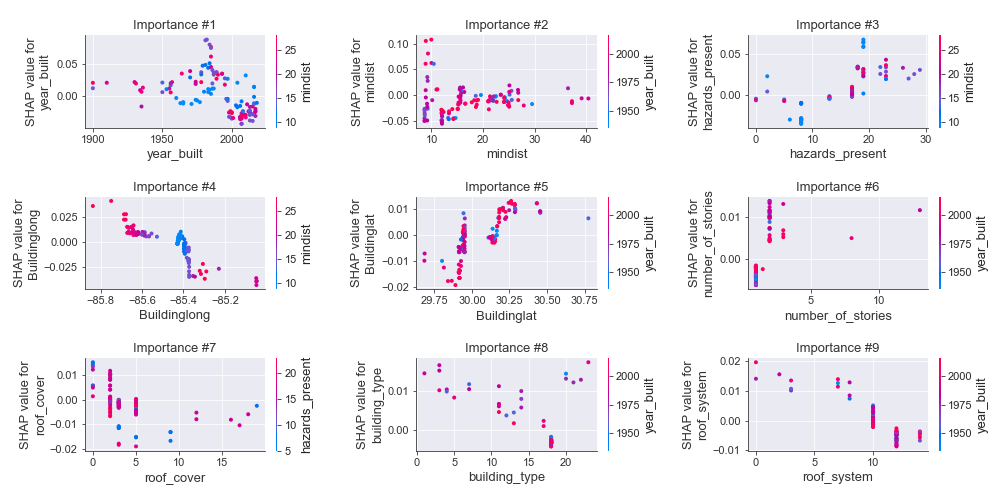 Importance #1
SHAP value for
year_built
0.05
0.00
1900
1950
2000
year_built
25
20
15
10
mindist
Importance #2
SHAP value for
mindist
0.10
0.05
0.00
−0.05
10
20
30
40
mindist
2000
1975
1950
year_built
Importance #3
SHAP value for
hazards_present
0.05
0.00
0
10
20
30
hazards_present
25
20
15
10
mindist
Importance #4
SHAP value for
Buildinglong
0.025
0.000
−0.025
−85.8
−85.6
−85.4
−85.2
Buildinglong
25
20
15
10
mindist
Importance #5
SHAP value for
Buildinglat
0.01
0.00
−0.01
−0.02
29.75
30.00
30.25
30.50
30.75
Buildinglat
2000
1975
1950
year_built
Importance #6
SHAP value for
number_of_stories
0.01
0.00
5
10
number_of_stories
2000
1975
1950
year_built
Importance #7
SHAP value for
roof_cover
0.01
0.00
−0.01
−0.02
0
5
10
15
roof_cover
20
15
10
5
hazards_present
Importance #8
SHAP value for
building_type
0.01
0.00
0
10
20
building_type
2000
1975
1950
year_built
Importance #9
SHAP value for
roof_system
0.02
0.01
0.00
−0.01
0
5
10
roof_system
2000
1975
1950
year_built